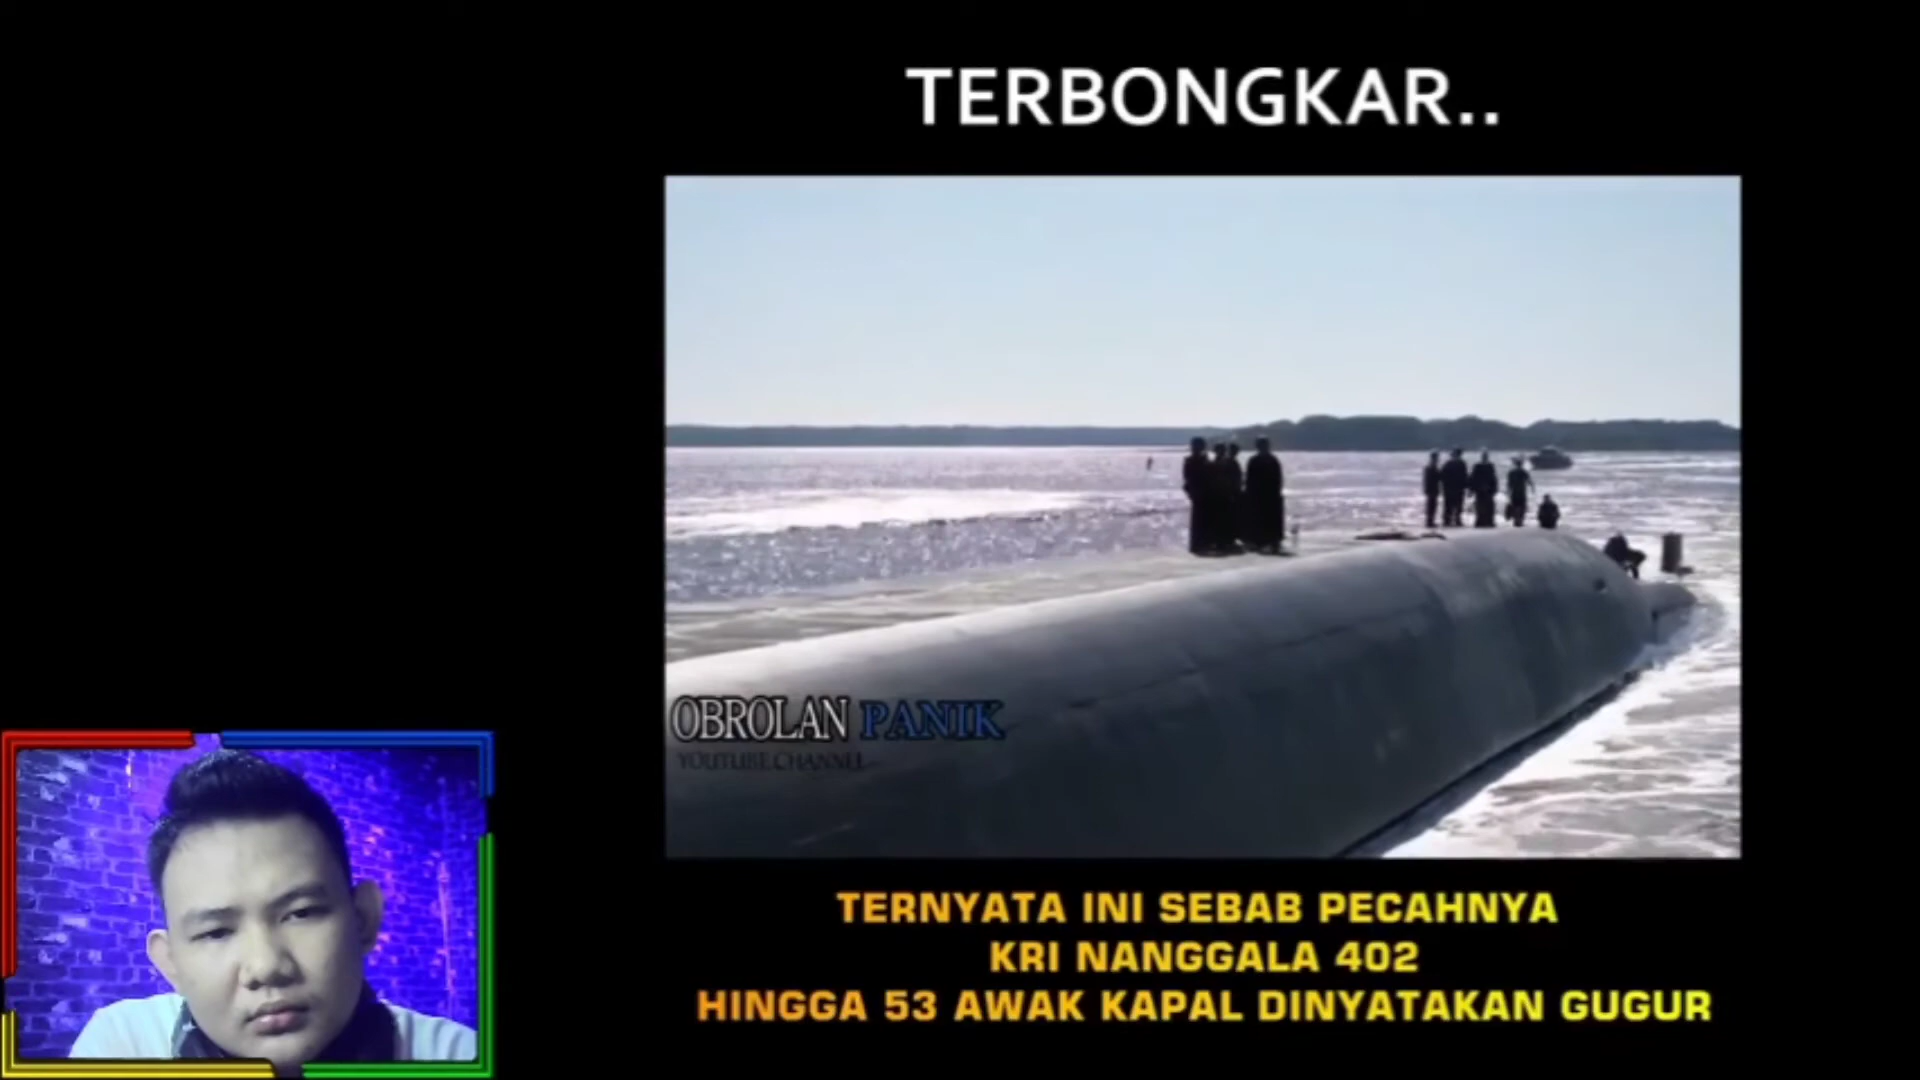 TERBONGKAR..
OBROLAN PANIK
YOUTUBE CHANNEL
TERNYATA INI SEBAB PECAHNYA
KRI NANGGALA 402
HINGGA 53 AWAK KAPAL DINYATAKAN GUGUR